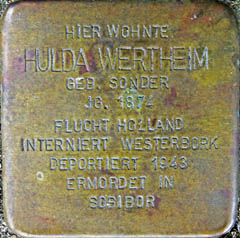 HIER WOHNTE
HULDA WERTHEIM
GEB. SONDER
JG. 1874
FLUCHT HOLLAND
INTERNIERT WESTERBORK
DEPORTIERT 1943
ERMORDET IN
SOBIBOR